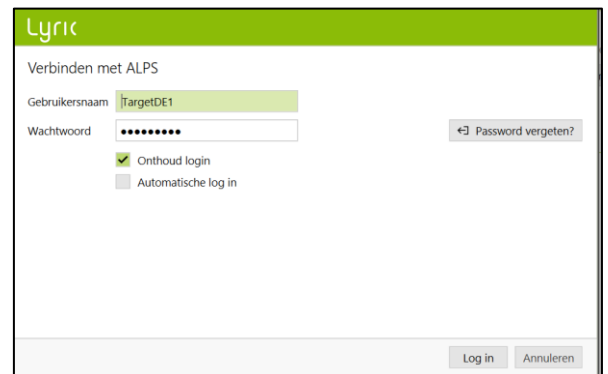 Lyric
Verbinden met ALPS
Gebruikersnaam TargetDE1
Wachtwoord ●●●●●●●●● Password vergeten?
Onthoud login
Automatische log in
Log in Annuleren